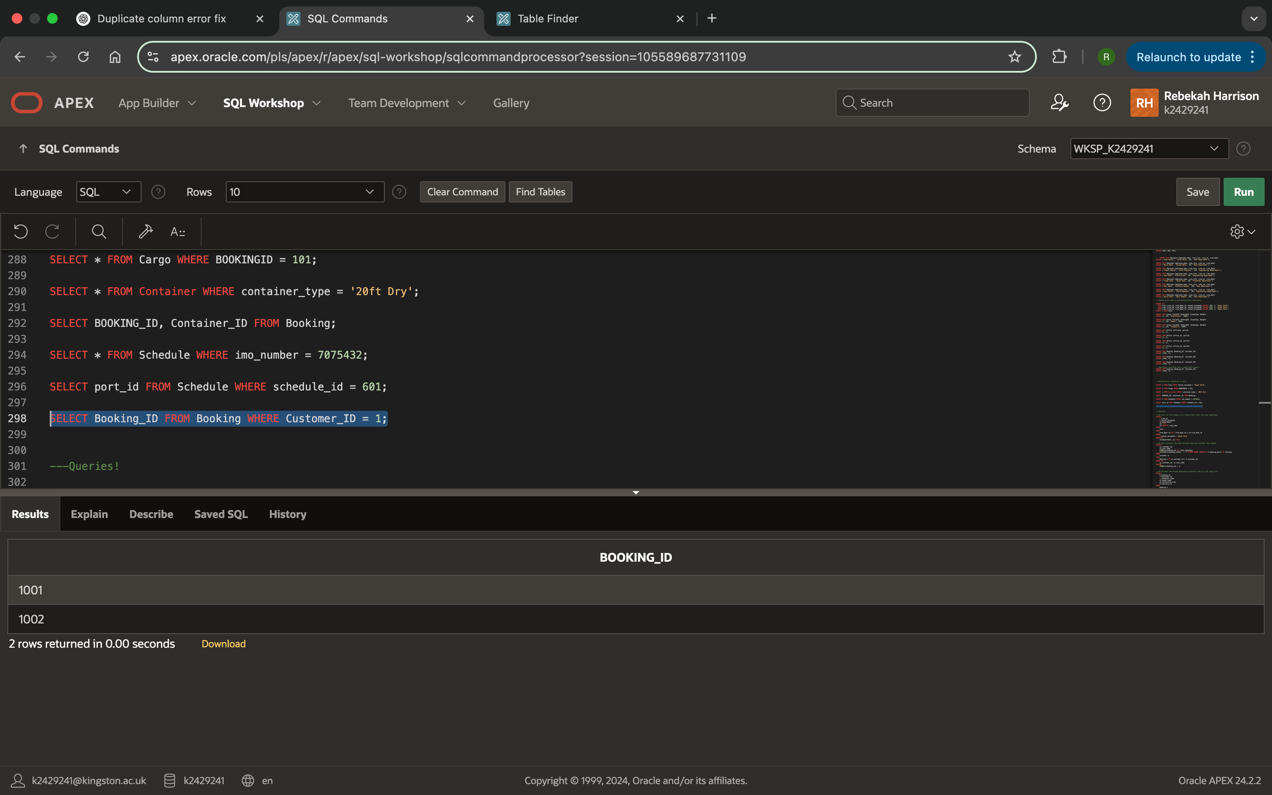 Duplicate column error fix
SQL Commands
Table Finder
apex.oracle.com/pls/apex/r/apex/sql-workshop/sqlcommandprocessor?session=105589687731109
R
Relaunch to update
APEX
App Builder
SQL Workshop
Team Development
Gallery
Search
RH
Rebekah Harrison
k2429241
SQL Commands
Schema
WKSP_K2429241
Language
SQL
Rows
10
Clear Command
Find Tables
Save
Run
288 SELECT * FROM Cargo WHERE BOOKINGID = 101;
289
290 SELECT * FROM Container WHERE container_type = '20ft Dry';
291
292 SELECT BOOKING_ID, Container_ID FROM Booking;
293
294 SELECT * FROM Schedule WHERE imo_number = 7075432;
295
296 SELECT port_id FROM Schedule WHERE schedule_id = 601;
297
298 SELECT Booking_ID FROM Booking WHERE Customer_ID = 1;
299
300
301 ---Queries!
302
Results
Explain
Describe
Saved SQL
History
BOOKING_ID
1001
1002
2 rows returned in 0.00 seconds
Download
k2429241@kingston.ac.uk
k2429241
en
Copyright © 1999, 2024, Oracle and/or its affiliates.
Oracle APEX 24.2.2